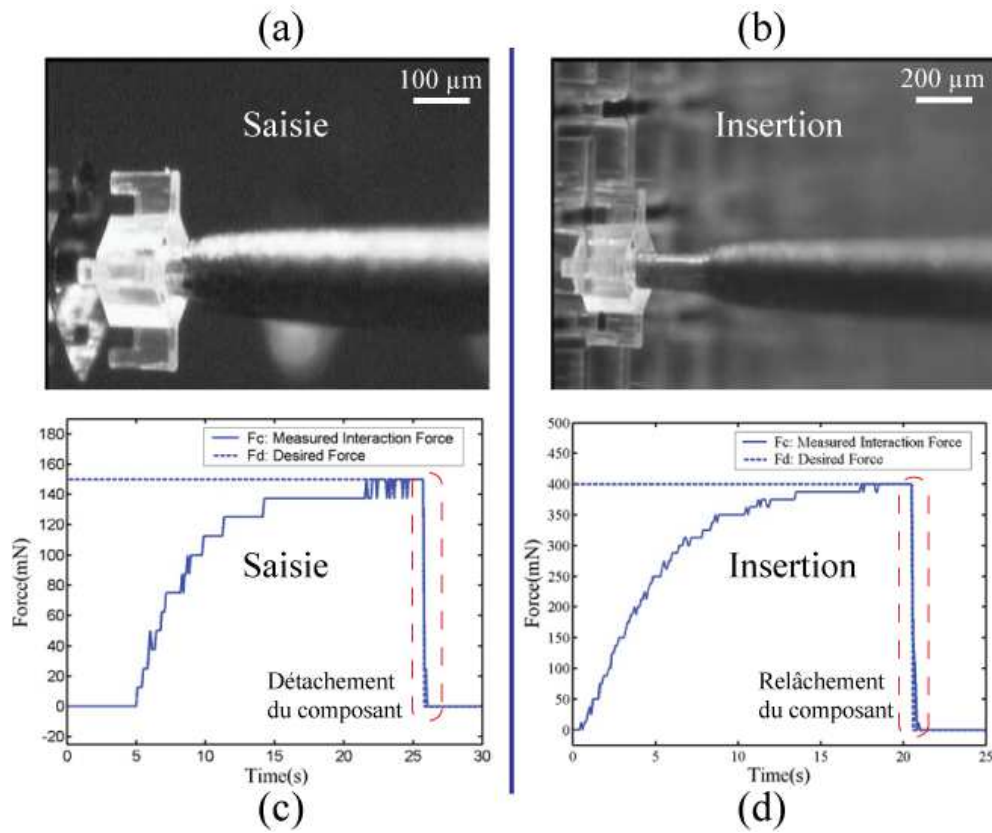 (a)
(b)
100 µm
Saisie
200 µm
Insertion
180
160
140
120
100
80
60
40
20
0
-20
Force(mN)
Fc: Measured Interaction Force
Fd: Desired Force
Saisie
Détachement
du composant
0
5
10
15
20
25
30
Time(s)
500
450
400
350
300
250
200
150
100
50
0
Force(mN)
Fc: Measured Interaction Force
Fd: Desired Force
Insertion
Relâchement
du composant
0
5
10
15
20
25
Time(s)
(c)
(d)